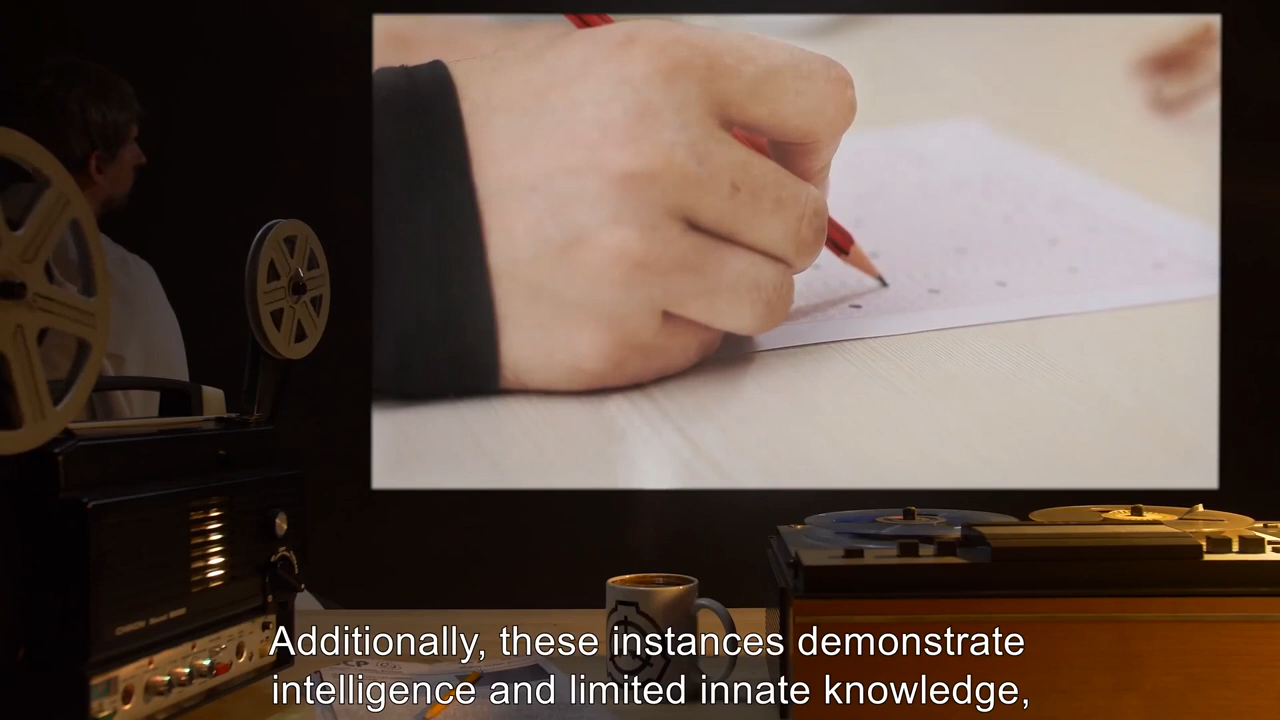 Additionally, these instances demonstrate
intelligence and limited innate knowledge,